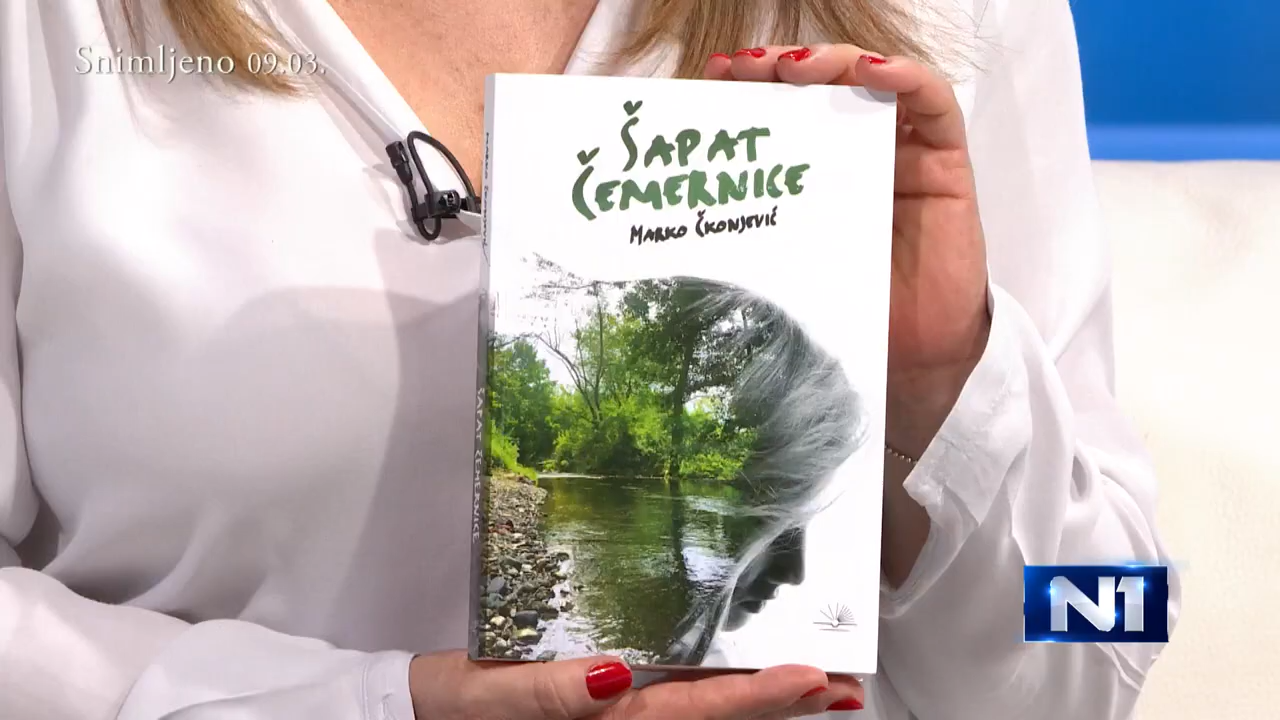 Snimljeno 09.03.
ŠAPAT
ČEMERNICE
MARKO ČKONJEVIĆ
ŠAPAT ČEMERNICE
N1